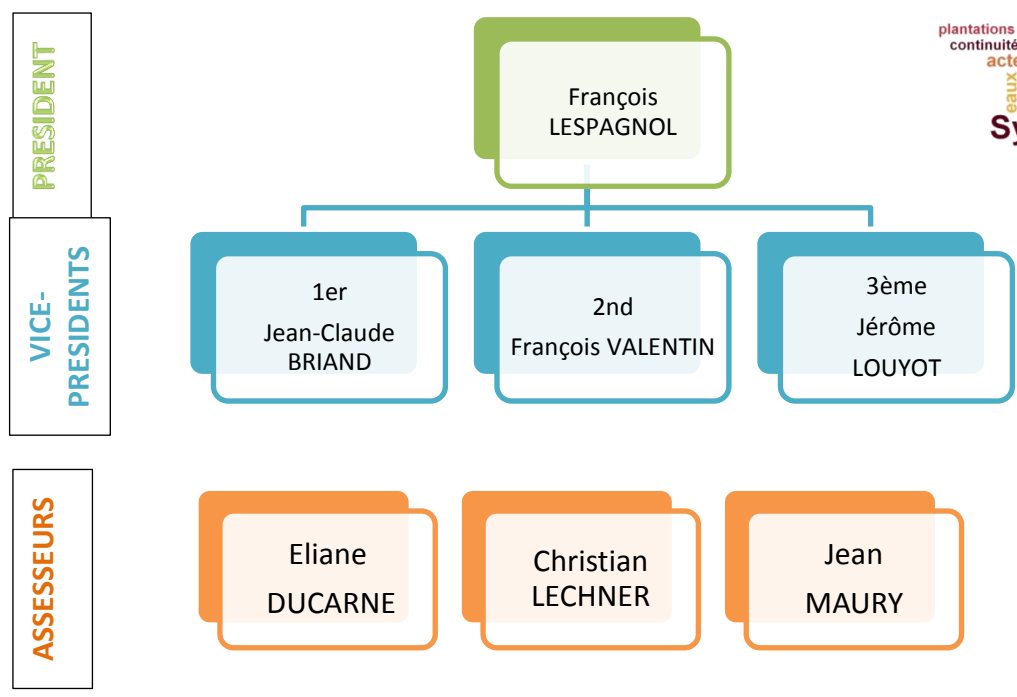 PRESIDENT
François
LESPAGNOL
plantations
continuité
eaux
VICE-
PRESIDENTS
1er
Jean-Claude
BRIAND
2nd
François VALENTIN
3ème
Jérôme
LOUYOT
ASSESSEURS
Eliane
DUCARNE
Christian
LECHNER
Jean
MAURY